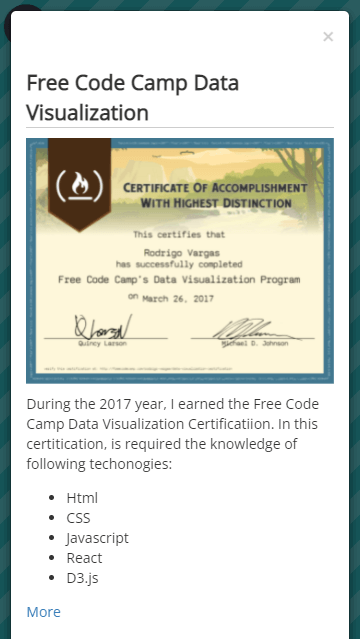 ×
Free Code Camp Data
Visualization
CERTIFICATE OF ACCOMPLISHMENT
WITH HIGHEST DISTINCTION
This certifies that
Rodrigo Vargas
has successfully completed
Free Code Camp's Data Visualization Program
on March 26, 2017
Quincy Larson
Michael D. Johnson
During the 2017 year, I earned the Free Code
Camp Data Visualization Certificatiion. In this
certitication, is required the knowledge of
following techonogies:
Html
CSS
Javascript
React
D3.js
More